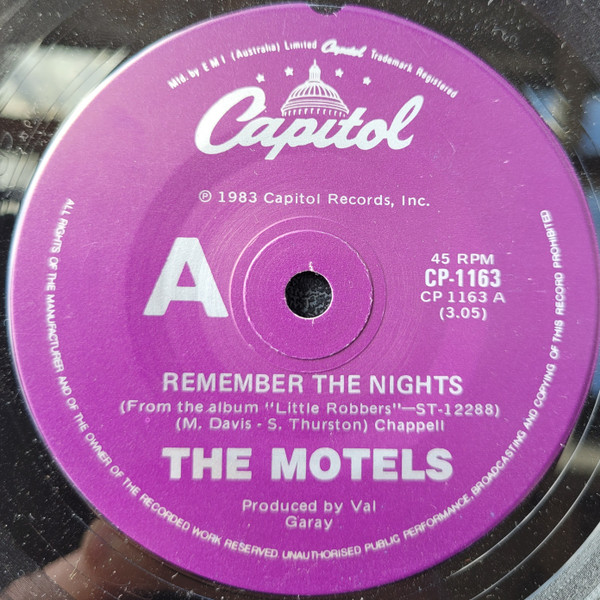 Mfd. by E M I (Australia) Limited Capitol Trademark Registered
Capitol
℗ 1983 Capitol Records, Inc.
A
45 RPM
CP-1163
CP 1163 A
(3.05)
REMEMBER THE NIGHTS
(From the album "Little Robbers"—ST-12288)
(M. Davis - S. Thurston) Chappell
THE MOTELS
Produced by Val
Garay
ALL RIGHTS OF THE MANUFACTURER AND OF THE OWNER OF THE RECORDED WORK RESERVED UNAUTHORISED PUBLIC PERFORMANCE, BROADCASTING AND COPYING OF THIS RECORD PROHIBITED